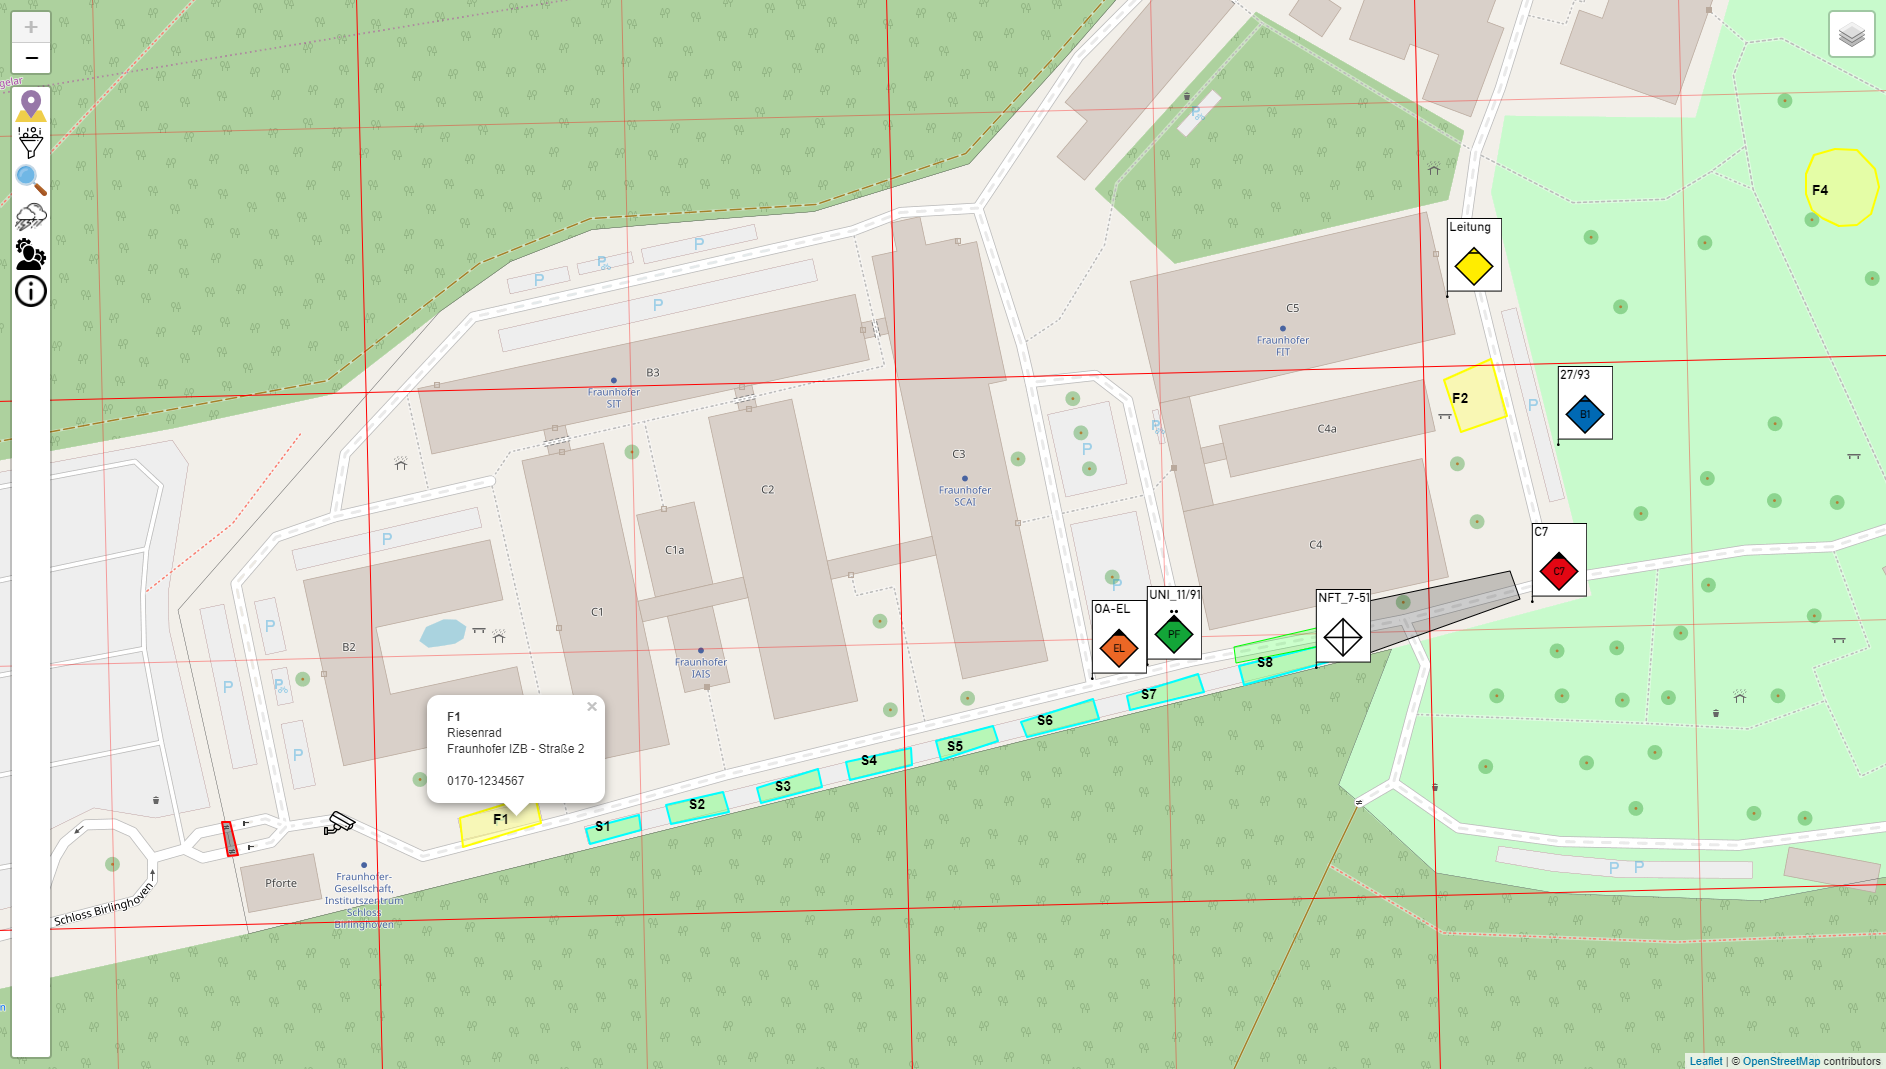 +
−
gelar
P
P
P
P
B3
Fraunhofer
SIT
P
B2
P
P
P
C1
C1a
C2
Fraunhofer
IAIS
C3
Fraunhofer
SCAI
P
P
C5
Fraunhofer
FIT
C4a
C4
P
P
P
P
Leitung
F4
F2
27/93
B1
C7
C7
OA-EL
EL
UNI_11/91
PF
NFT_7-51
F1
Riesenrad
Fraunhofer IZB - Straße 2
0170-1234567
×
F1
S1
S2
S3
S4
S5
S6
S7
S8
Pforte
Fraunhofer-
Gesellschaft,
Institutszentrum
Schloss
Birlinghoven
Schloss Birlinghoven
P
P
n
Leaflet | © OpenStreetMap contributors